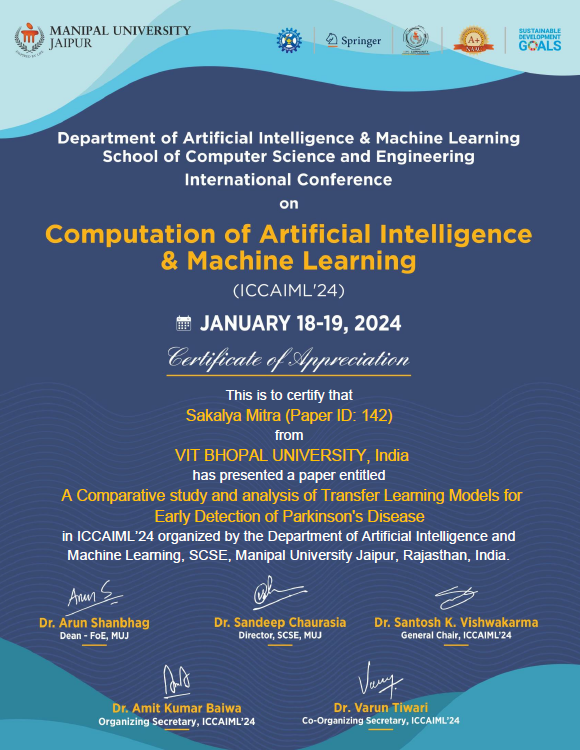 MANIPAL UNIVERSITY
JAIPUR
Springer
A+
SUSTAINABLE
DEVELOPMENT
GOALS
Department of Artificial Intelligence & Machine Learning
School of Computer Science and Engineering
International Conference
on
Computation of Artificial Intelligence
& Machine Learning
(ICCAIML'24)
JANUARY 18-19, 2024
Certificate of Appreciation
This is to certify that
Sakalya Mitra (Paper ID: 142)
from
VIT BHOPAL UNIVERSITY, India
has presented a paper entitled
A Comparative study and analysis of Transfer Learning Models for
Early Detection of Parkinson's Disease
in ICCAIML'24 organized by the Department of Artificial Intelligence and
Machine Learning, SCSE, Manipal University Jaipur, Rajasthan, India.
Dr. Arun Shanbhag
Dean - FoE, MUJ
Dr. Sandeep Chaurasia
Director, SCSE, MUJ
Dr. Santosh K. Vishwakarma
General Chair, ICCAIML'24
Dr. Amit Kumar Baiwa
Organizing Secretary, ICCAIML'24
Dr. Varun Tiwari
Co-Organizing Secretary, ICCAIML'24